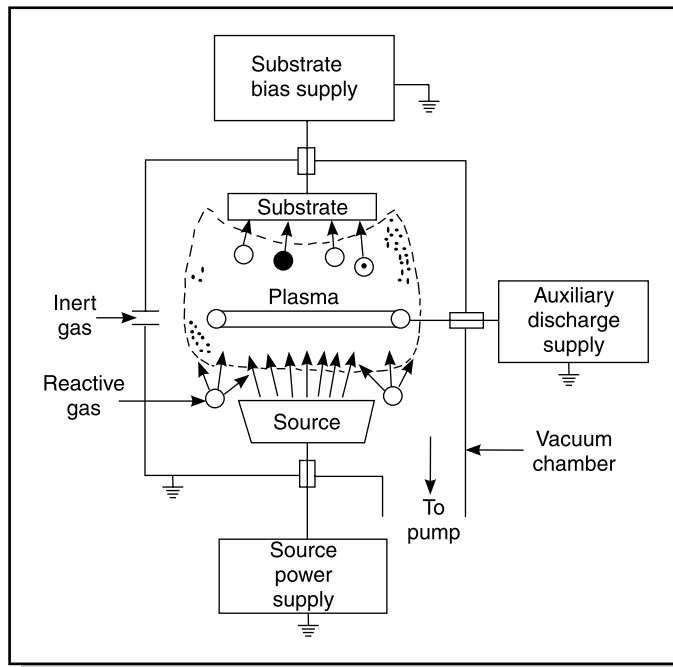 Substrate
bias supply
Substrate
Plasma
Inert
gas
Auxiliary
discharge
supply
Reactive
gas
Source
Vacuum
chamber
To
pump
Source
power
supply